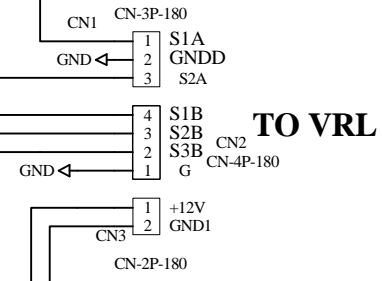 CN1 CN-3P-180
1 S1A
GND 2 GNDD
3 S2A
4 S1B
3 S2B
2 S3B
GND 1 G
CN2
CN-4P-180
TO VRL
1 +12V
2 GND1
CN3
CN-2P-180